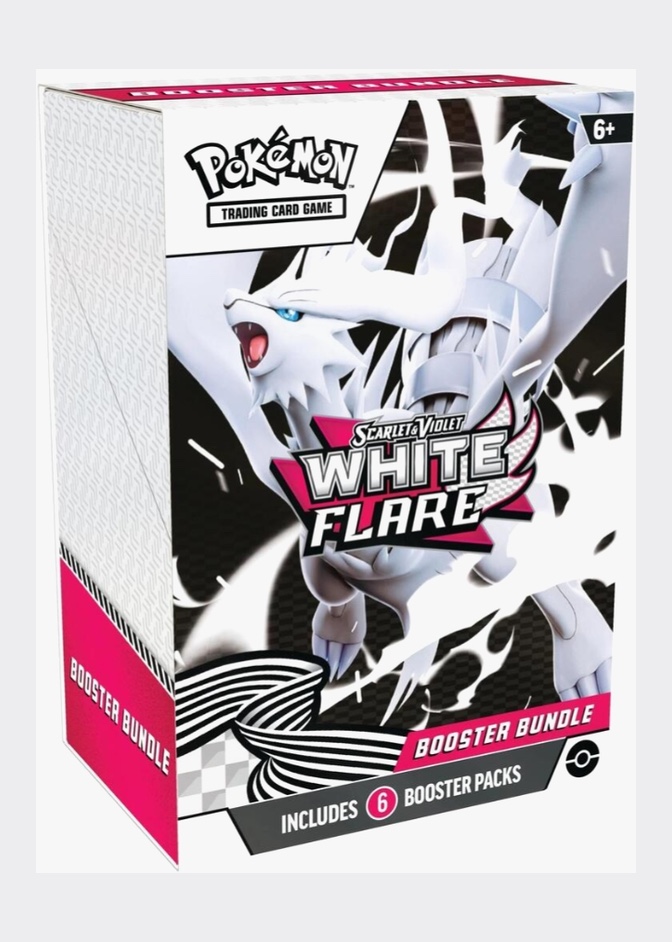 BOOSTER BUNDLE
POKéMON
TRADING CARD GAME
6+
SCARLET & VIOLET
WHITE
FLARE
BOOSTER BUNDLE
BOOSTER BUNDLE
INCLUDES 6 BOOSTER PACKS